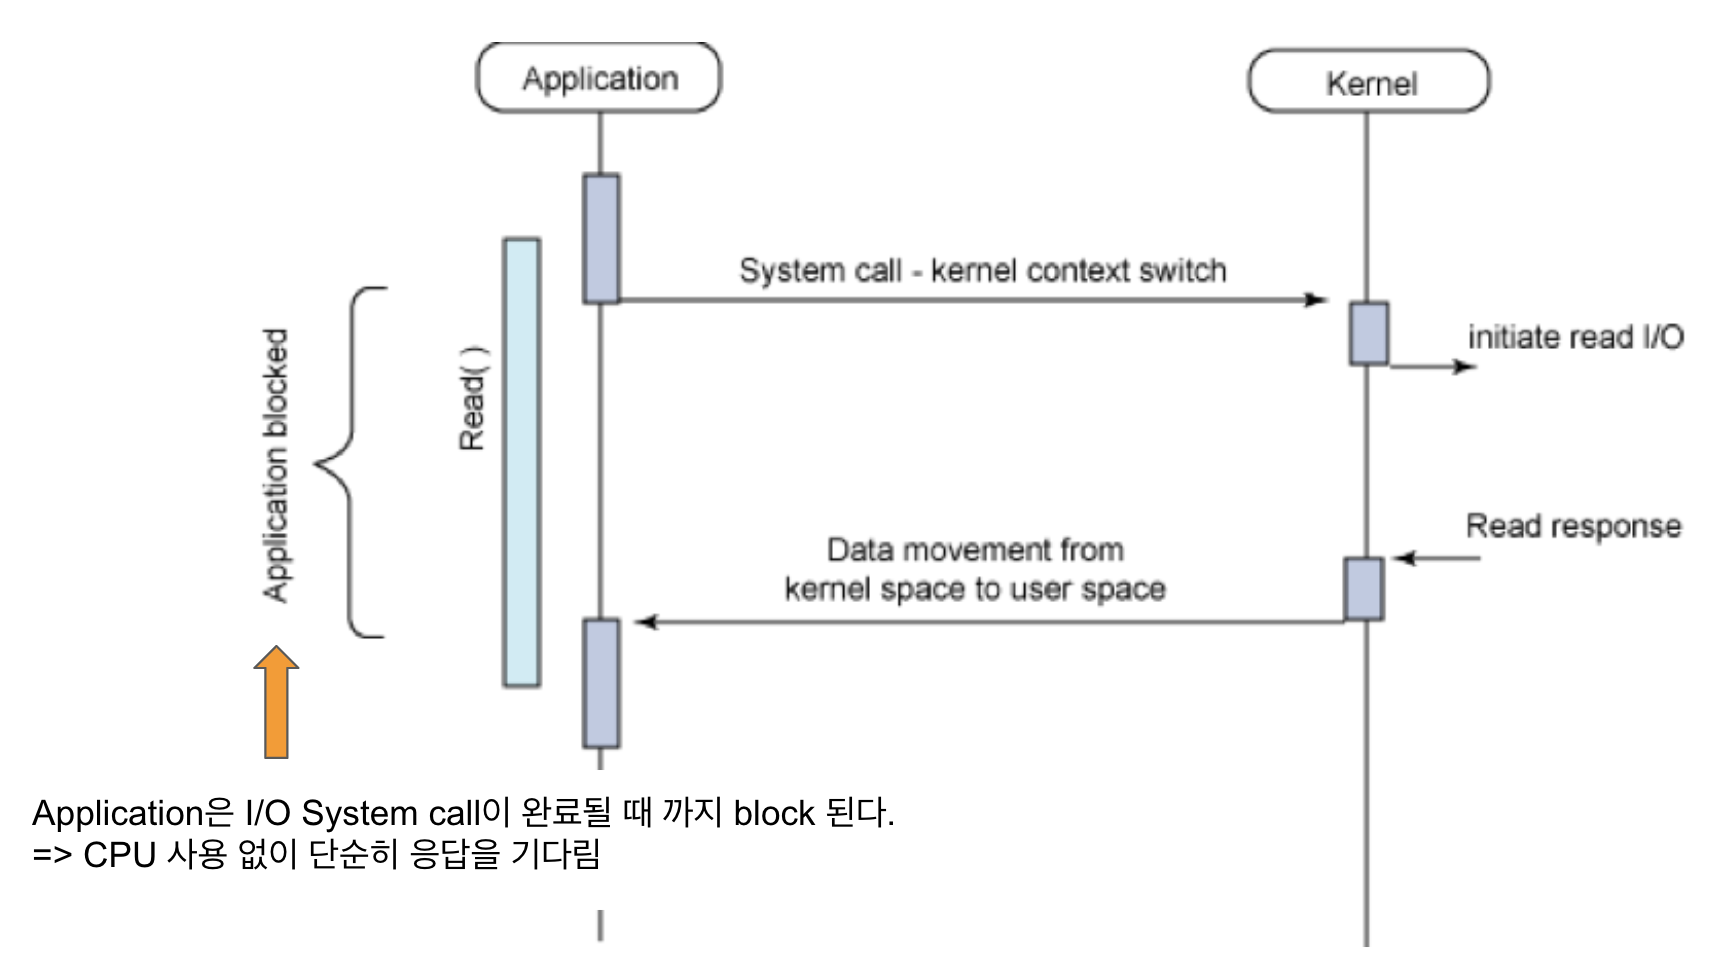 Application
Kernel
System call - kernel context switch
initiate read I/O
Read( )
Application blocked
Read response
Data movement from
kernel space to user space
Application은 I/O System call이 완료될 때 까지 block 된다.
=> CPU 사용 없이 단순히 응답을 기다림